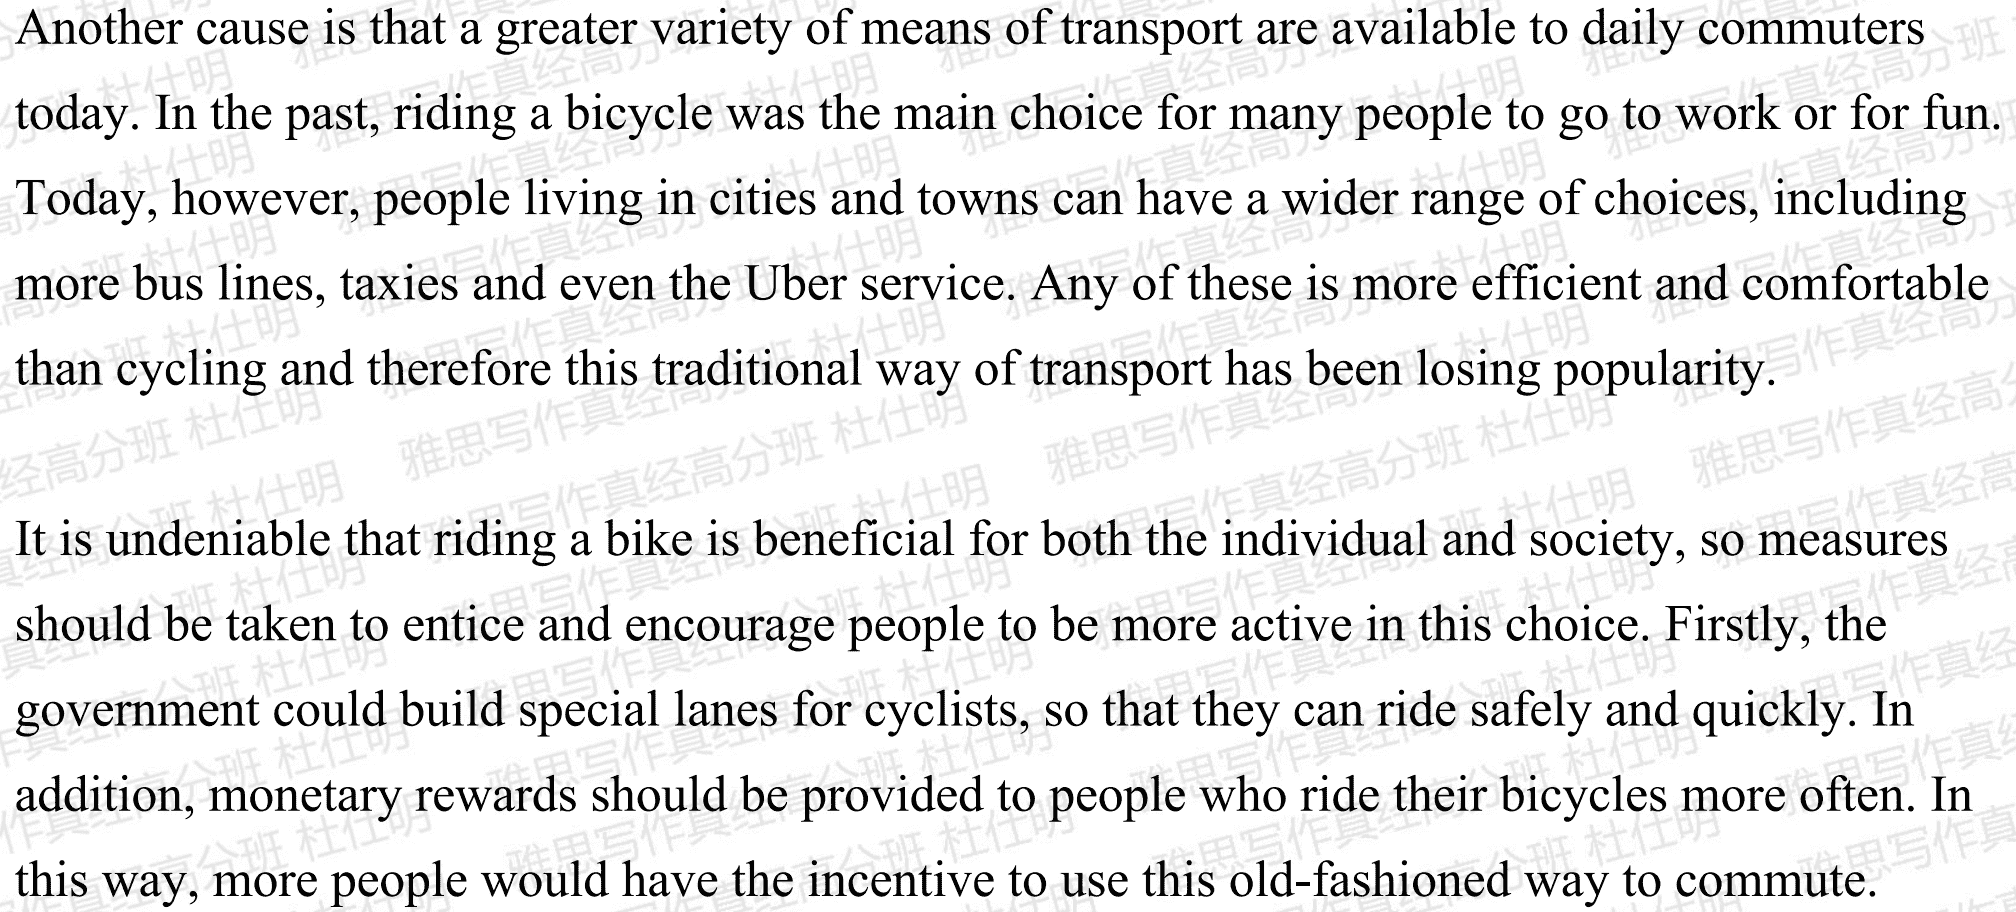 Another cause is that a greater variety of means of transport are available to daily commuters
today. In the past, riding a bicycle was the main choice for many people to go to work or for fun.
Today, however, people living in cities and towns can have a wider range of choices, including
more bus lines, taxies and even the Uber service. Any of these is more efficient and comfortable
than cycling and therefore this traditional way of transport has been losing popularity.
It is undeniable that riding a bike is beneficial for both the individual and society, so measures
should be taken to entice and encourage people to be more active in this choice. Firstly, the
government could build special lanes for cyclists, so that they can ride safely and quickly. In
addition, monetary rewards should be provided to people who ride their bicycles more often. In
this way, more people would have the incentive to use this old-fashioned way to commute.
雅思写作真经高分班 杜仕明